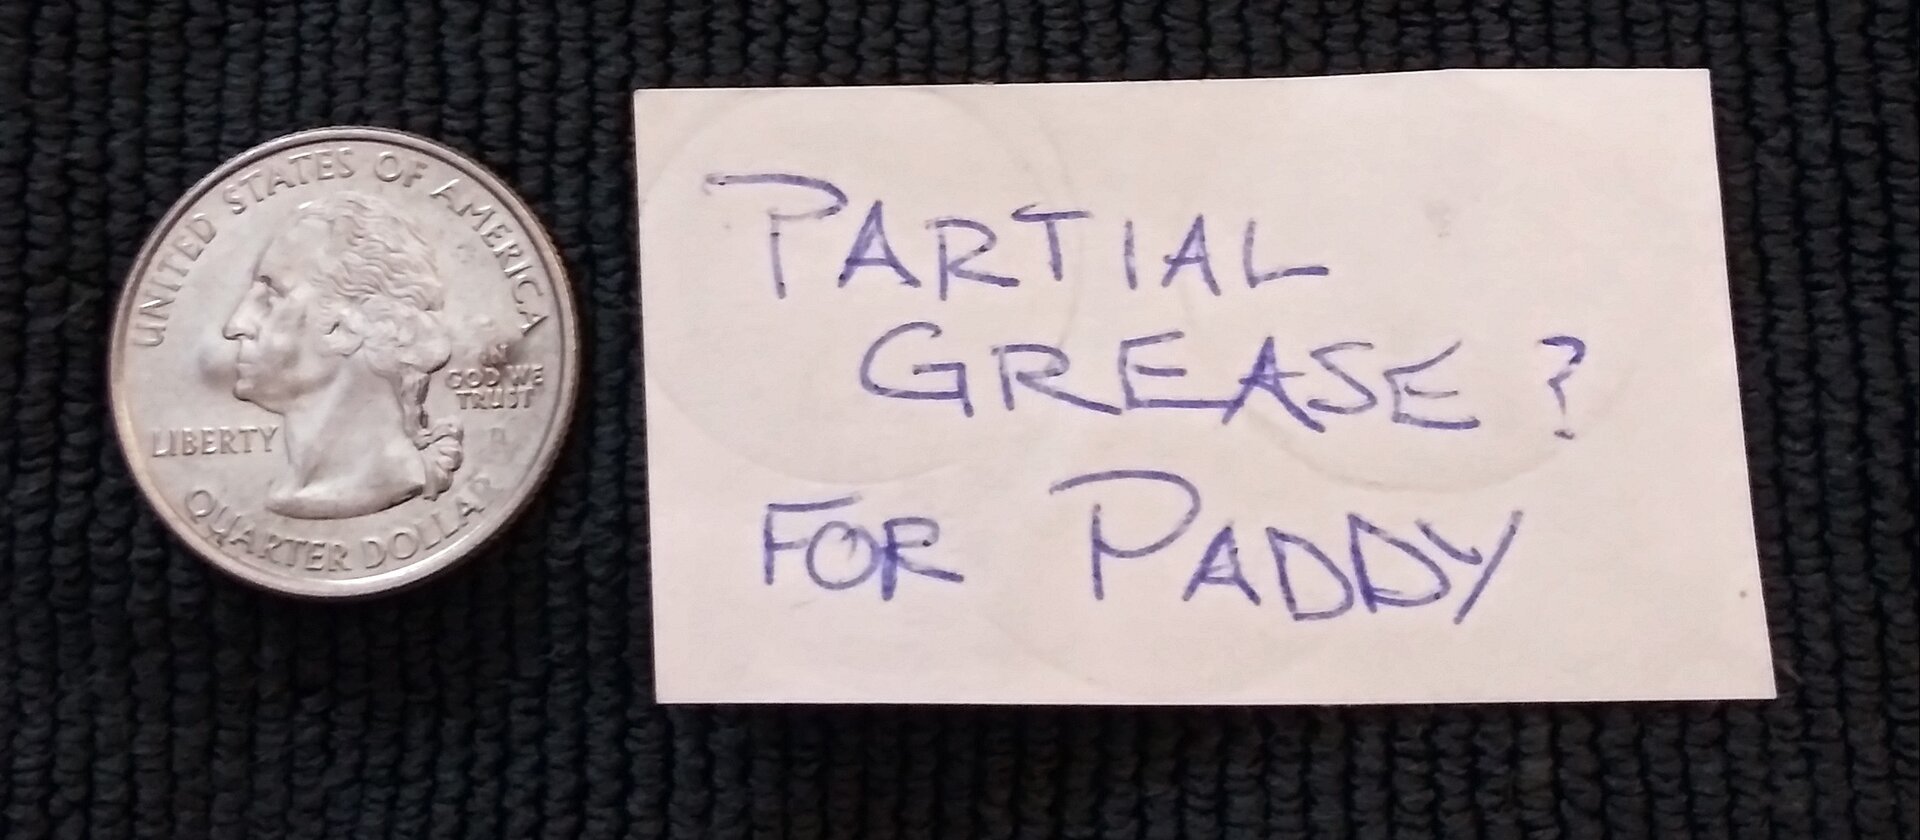 UNITED STATES OF AMERICA
IN
GOD WE
TRUST
LIBERTY
QUARTER DOLLAR
PARTIAL
GREASE?
FOR PADDY